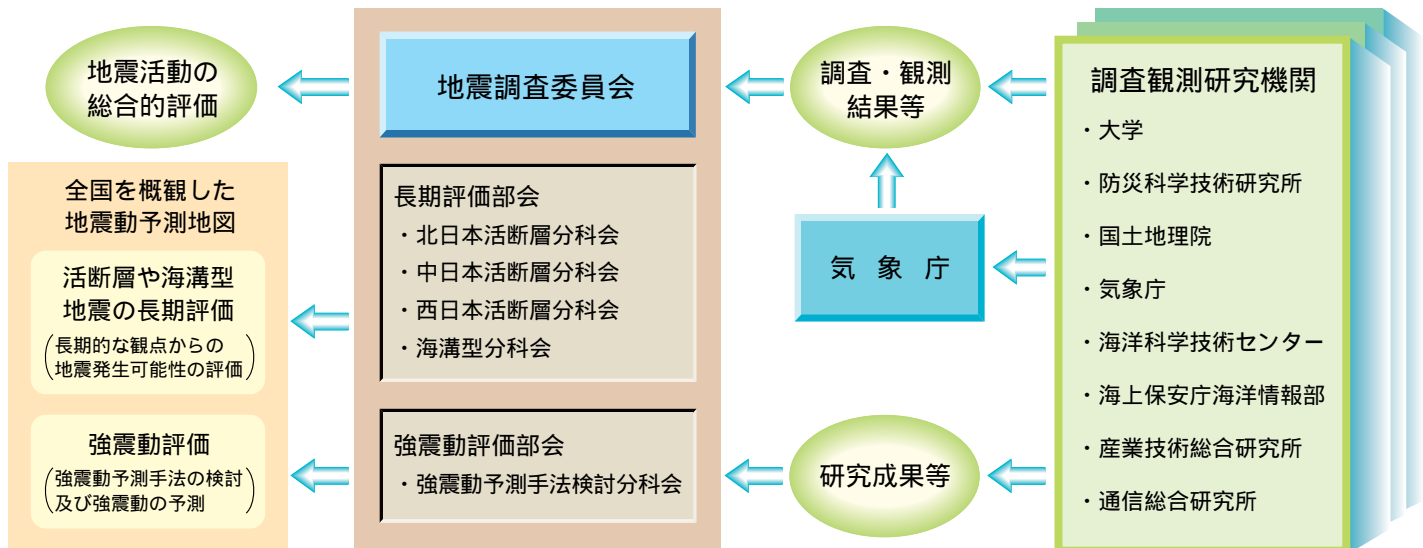 地震活動の
総合的評価
全国を概観した
地震動予測地図
活断層や海溝型
地震の長期評価
(長期的な観点からの
地震発生可能性の評価)
強震動評価
(強震動予測手法の検討
及び強震動の予測)
地震調査委員会
長期評価部会
・北日本活断層分科会
・中日本活断層分科会
・西日本活断層分科会
・海溝型分科会
強震動評価部会
・強震動予測手法検討分科会
調査・観測
結果等
気 象 庁
研究成果等
調査観測研究機関
・大学
・防災科学技術研究所
・国土地理院
・気象庁
・海洋科学技術センター
・海上保安庁海洋情報部
・産業技術総合研究所
・通信総合研究所